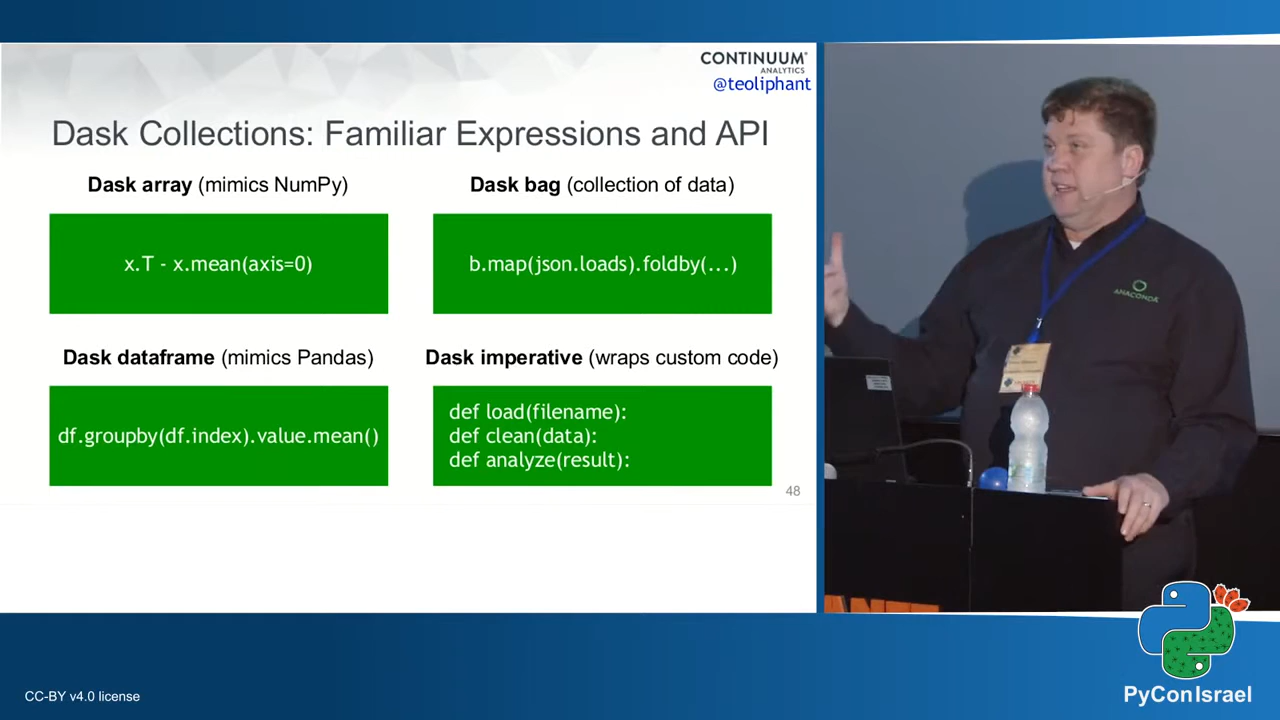 CONTINUUM
ANALYTICS
@teoliphant
Dask Collections: Familiar Expressions and API
Dask array (mimics NumPy)
x.T - x.mean(axis=0)
Dask bag (collection of data)
b.map(json.loads).foldby(...)
Dask dataframe (mimics Pandas)
df.groupby(df.index).value.mean()
Dask imperative (wraps custom code)
def load(filename):
def clean(data):
def analyze(result):
48
ANACONDA
PyConIsrael
CC-BY v4.0 license